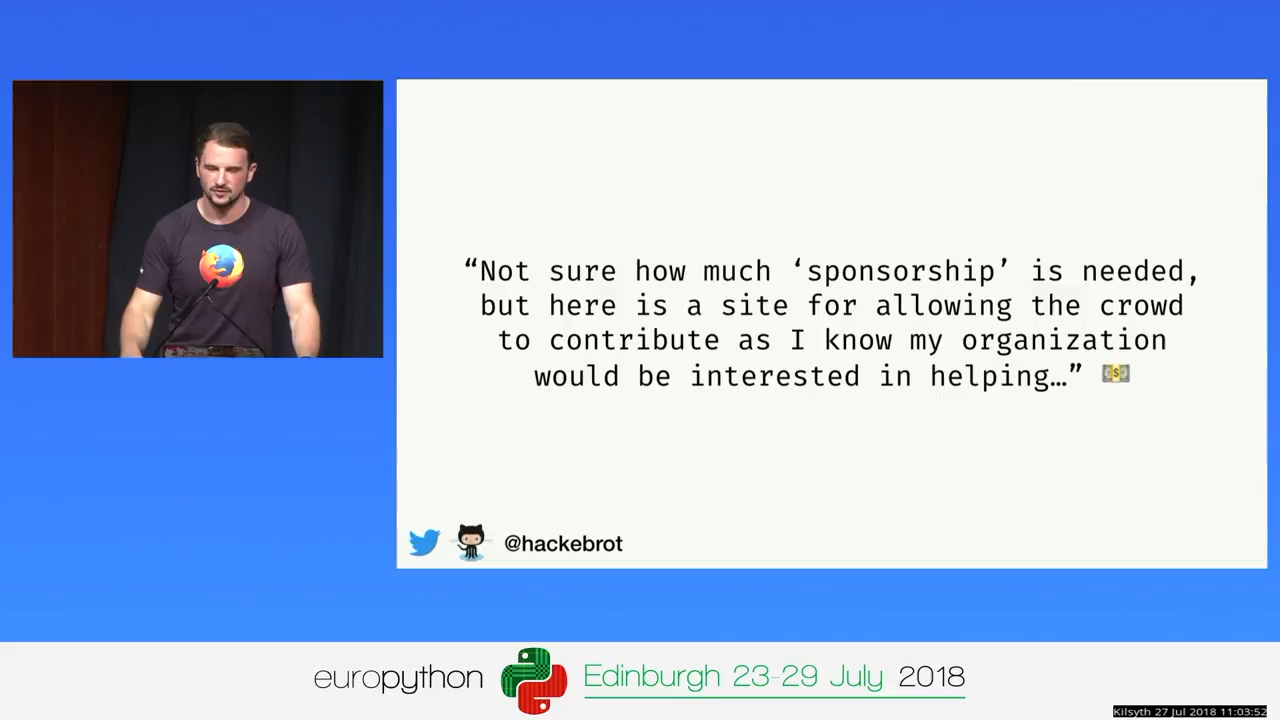 “Not sure how much ‘sponsorship’ is needed,
but here is a site for allowing the crowd
to contribute as I know my organization
would be interested in helping…”
@hackebrot
europython Edinburgh 23-29 July 2018
Kilsyth 27 Jul 2018 11:03:52